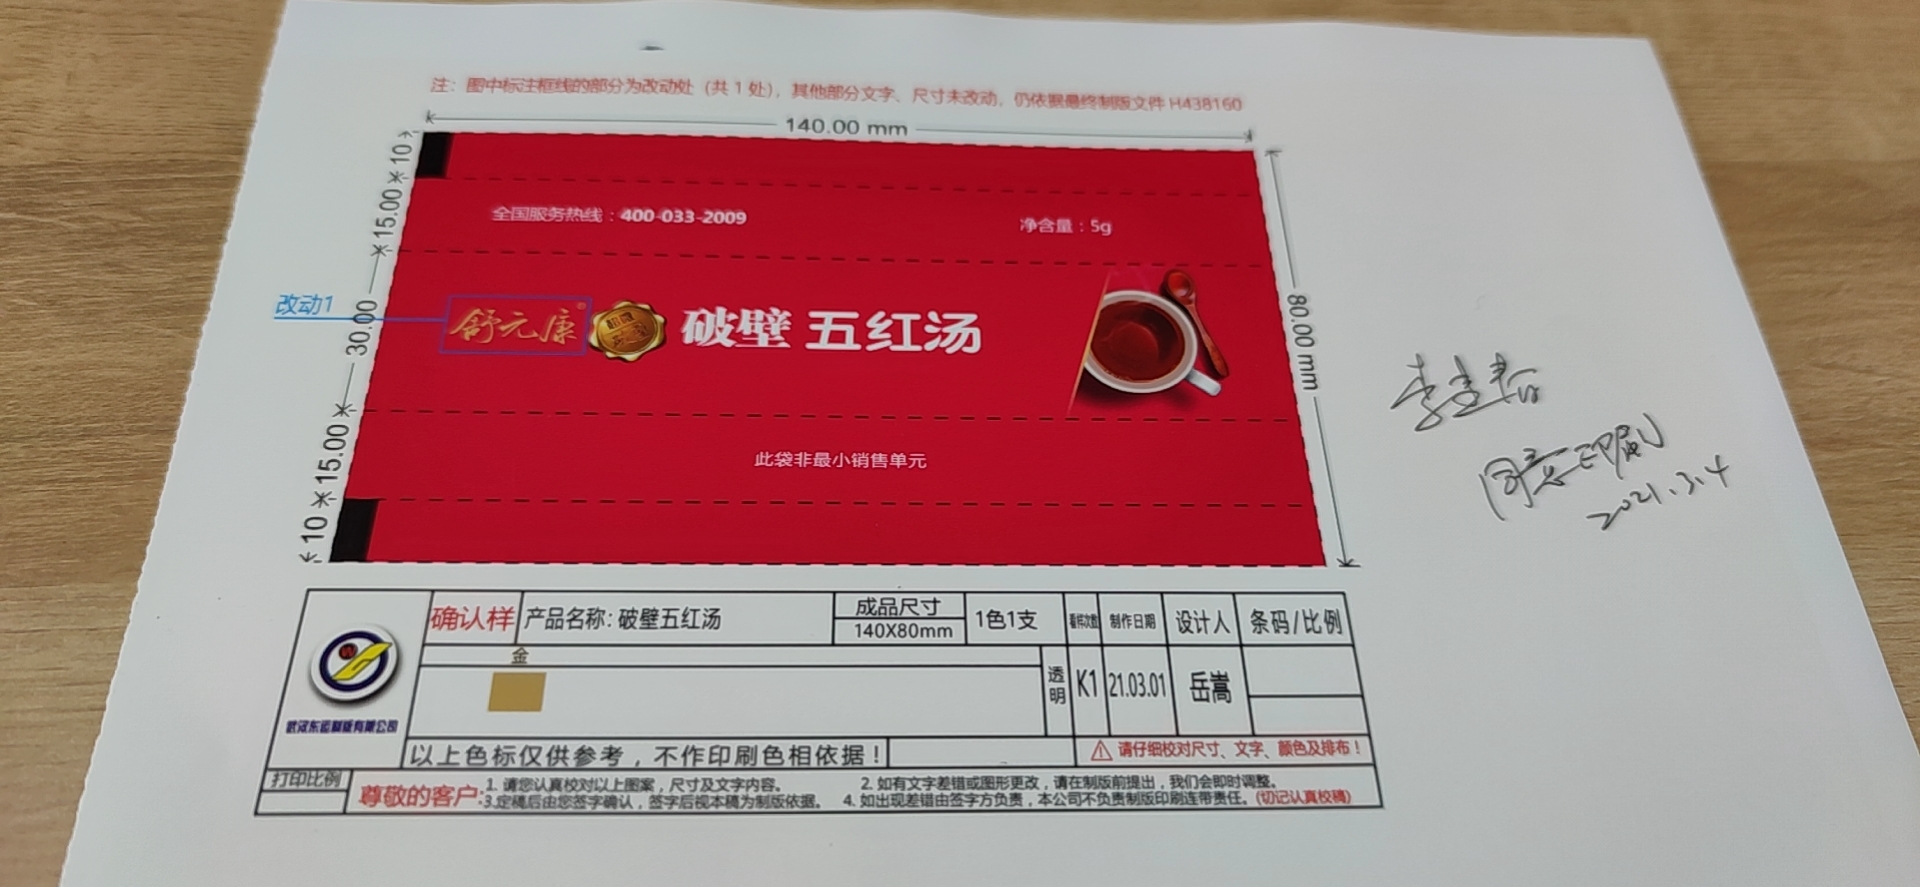 注：图中标注框线的部分为改动处（共1处），其他部分文字、尺寸未改动，仍依据最终制版文件 H438160
140.00 mm
10
15.00
30.00
15.00
10
80.00 mm
全国服务热线：400-033-2009
净含量：5g
改动1
舒元康®
破壁 五红汤
此袋非最小销售单元
李
同意印刷
2021.3.4
确认样
产品名称: 破壁五红汤
成品尺寸
140X80mm
1色1支
制作日期
设计人
条码/比例
金
透明
K1
21.03.01
岳嵩
以上色标仅供参考，不作印刷色相依据！
请仔细校对尺寸、文字、颜色及排布！
打印比例
尊敬的客户:
1. 请您认真校对以上图案，尺寸及文字内容。
2. 如有文字差错或图形更改，请在制版前提出，我们会即时调整。
3.定稿后由您签字确认，签字后视本稿为制版依据。
4. 如出现差错由签字方负责，本公司不负责制版印刷连带责任。(切记认真校稿)